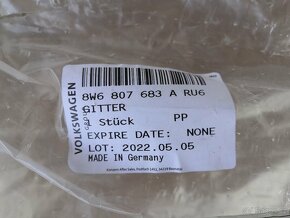 VOLKSWAGEN
8W6 807 683 A RU6
GITTER
Stück PP
EXPIRE DATE: NONE
LOT: 2022.05.05
MADE IN Germany